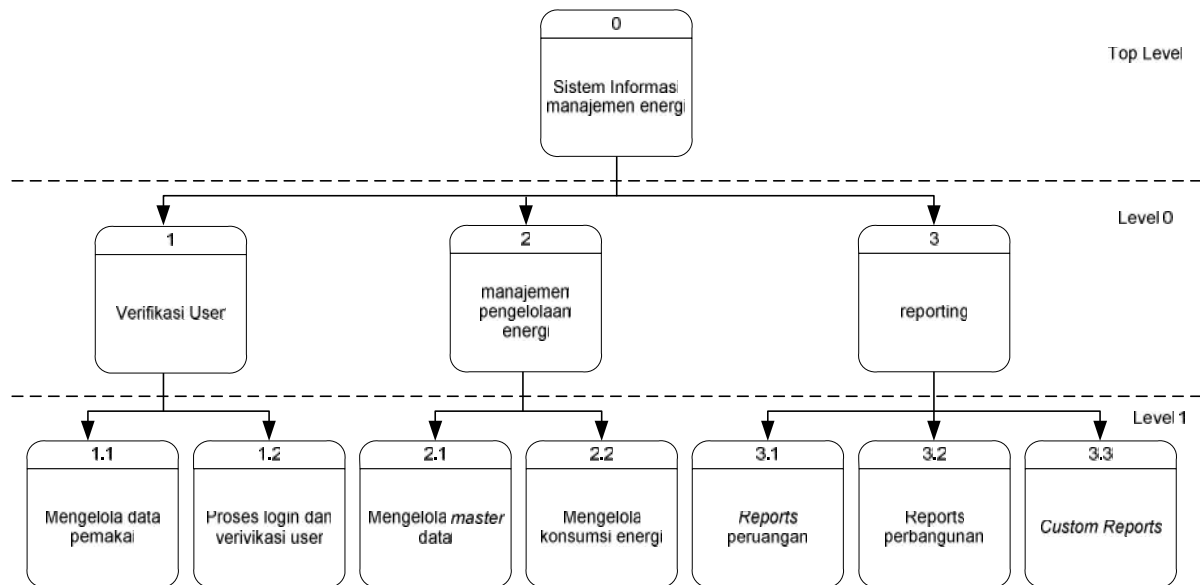 0
Sistem Informasi
manajemen energi
Top Level
Level 0
1
Verifikasi User
2
manajemen
pengelolaan
energi
3
reporting
Level 1
1.1
Mengelola data
pemakai
1.2
Proses login dan
verivikasi user
2.1
Mengelola master
data
2.2
Mengelola
konsumsi energi
3.1
Reports
peruangan
3.2
Reports
perbangunan
3.3
Custom Reports